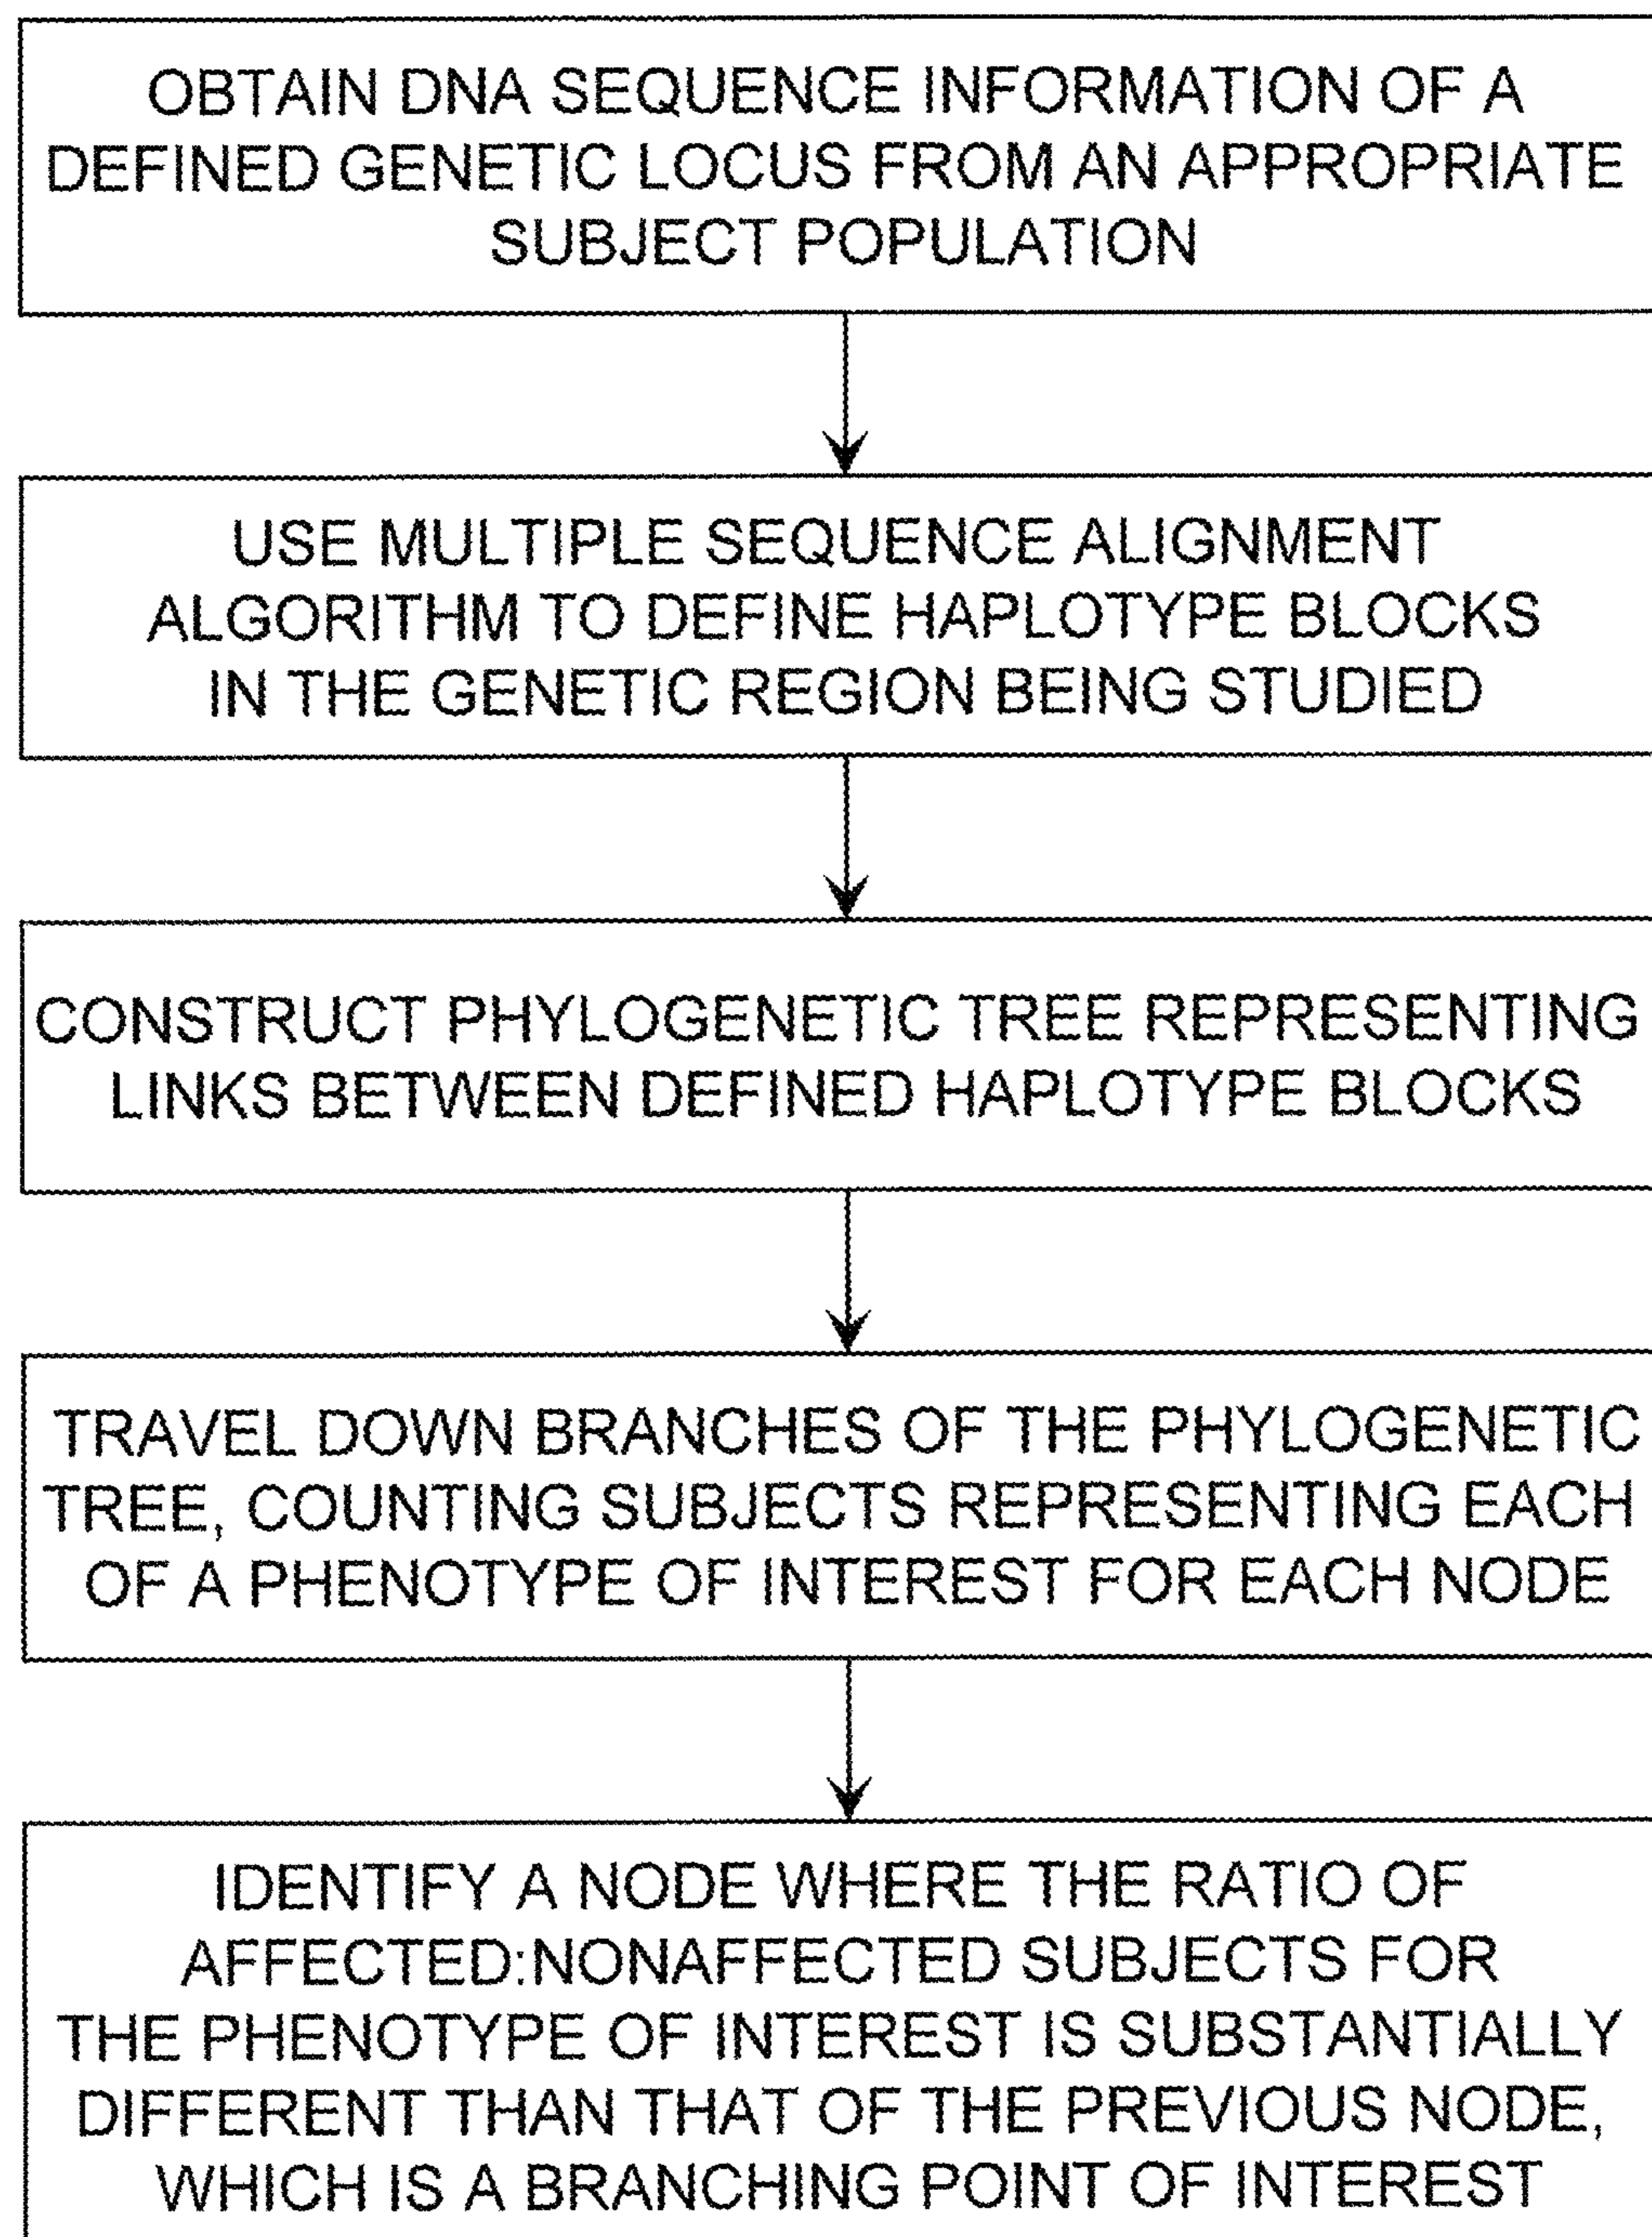 OBTAIN DNA SEQUENCE INFORMATION OF A
DEFINED GENETIC LOCUS FROM AN APPROPRIATE
SUBJECT POPULATION
USE MULTIPLE SEQUENCE ALIGNMENT
ALGORITHM TO DEFINE HAPLOTYPE BLOCKS
IN THE GENETIC REGION BEING STUDIED
CONSTRUCT PHYLOGENETIC TREE REPRESENTING
LINKS BETWEEN DEFINED HAPLOTYPE BLOCKS
TRAVEL DOWN BRANCHES OF THE PHYLOGENETIC
TREE, COUNTING SUBJECTS REPRESENTING EACH
OF A PHENOTYPE OF INTEREST FOR EACH NODE
IDENTIFY A NODE WHERE THE RATIO OF
AFFECTED:NONAFFECTED SUBJECTS FOR
THE PHENOTYPE OF INTEREST IS SUBSTANTIALLY
DIFFERENT THAN THAT OF THE PREVIOUS NODE,
WHICH IS A BRANCHING POINT OF INTEREST